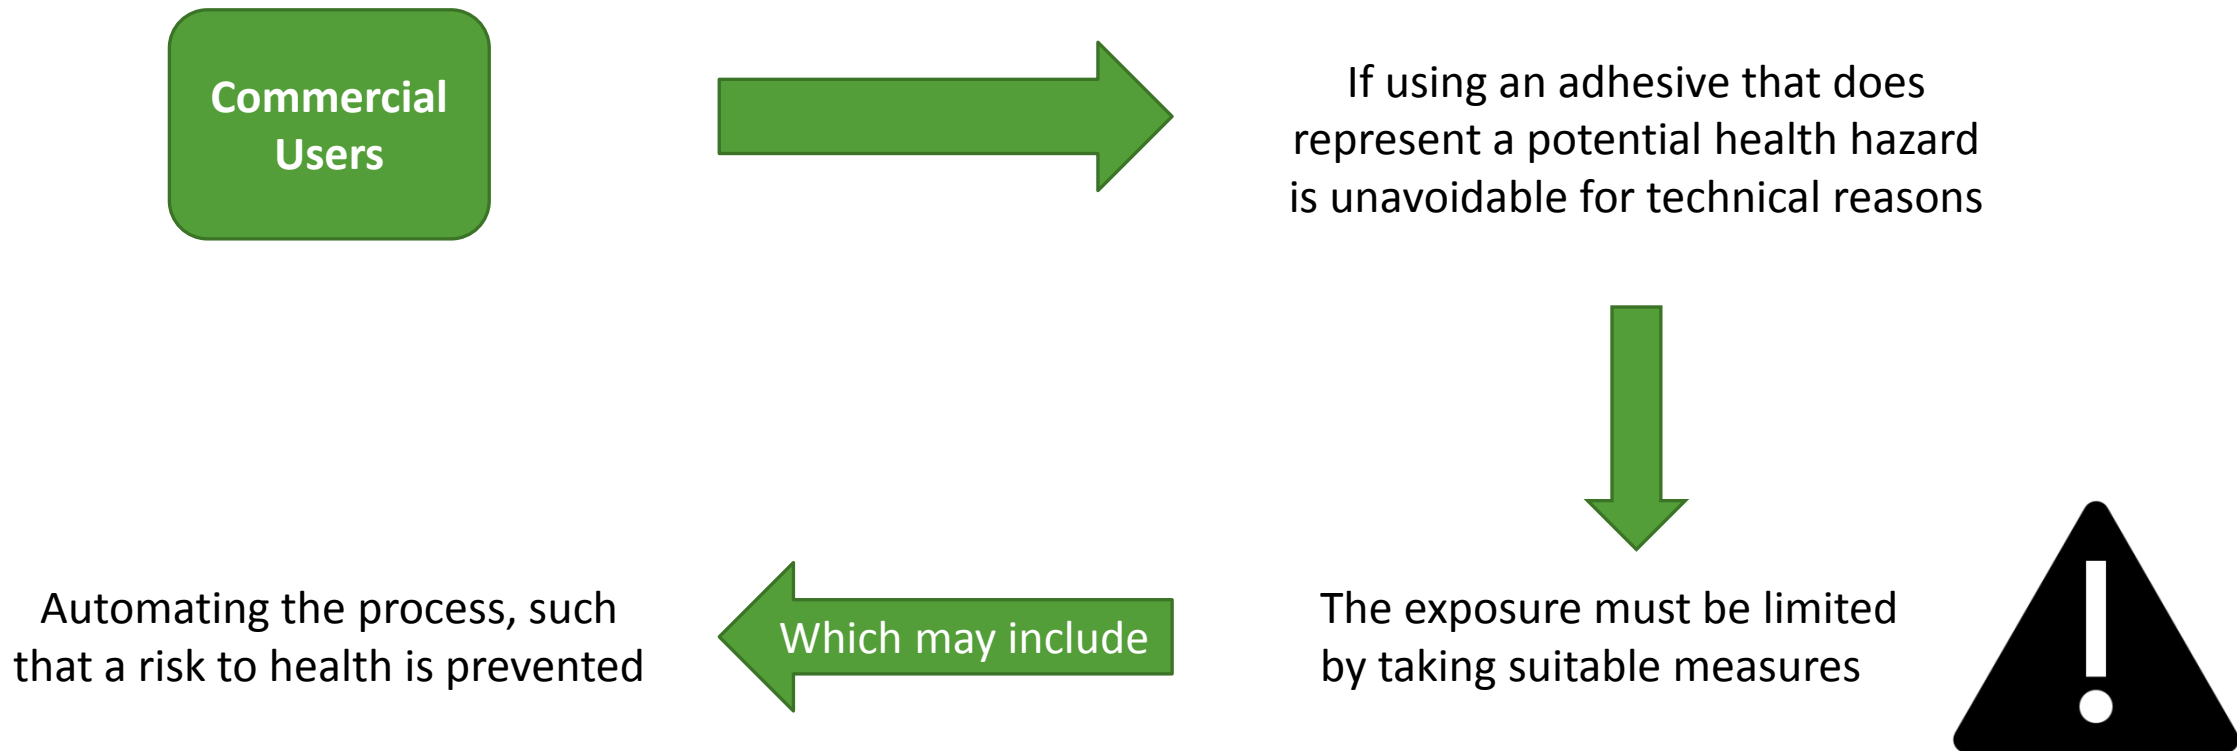 Commercial
Users
If using an adhesive that does
represent a potential health hazard
is unavoidable for technical reasons
The exposure must be limited
by taking suitable measures
Which may include
Automating the process, such
that a risk to health is prevented